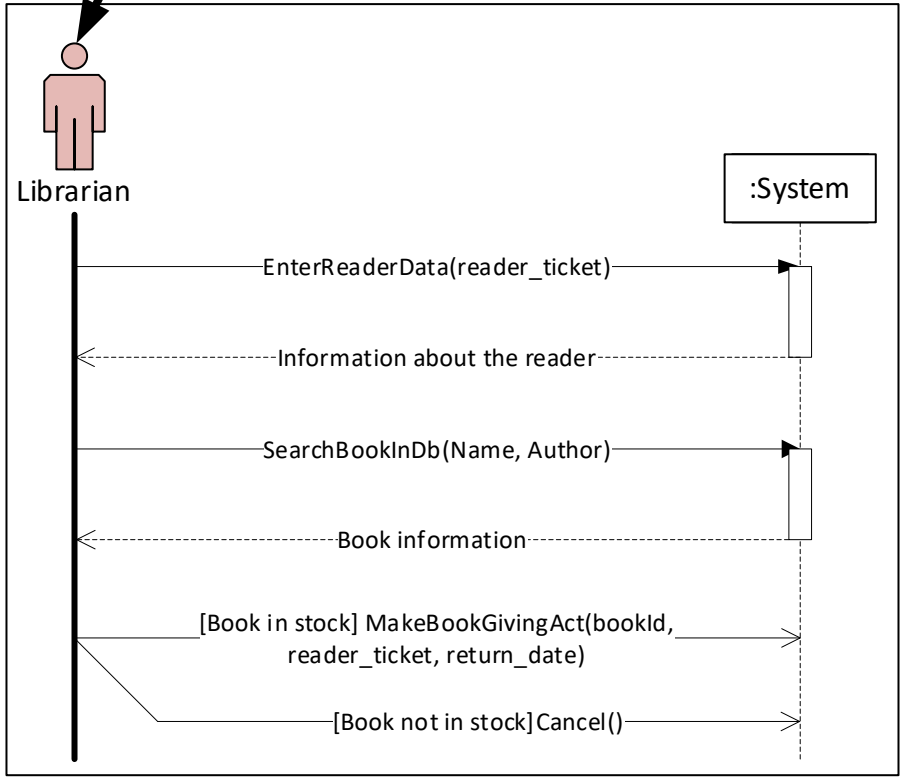 Librarian
:System
EnterReaderData(reader_ticket)
Information about the reader
SearchBookInDb(Name, Author)
Book information
[Book in stock] MakeBookGivingAct(bookId,
reader_ticket, return_date)
[Book not in stock]Cancel()